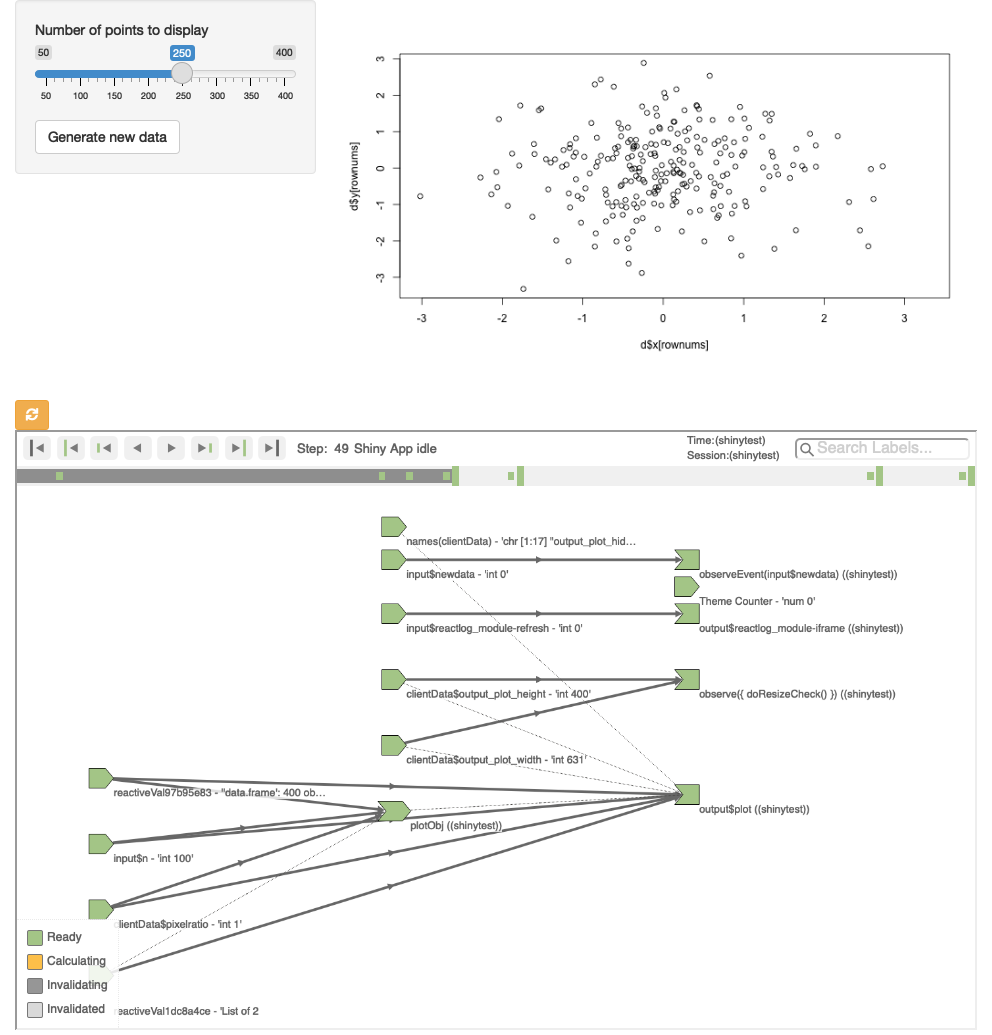 Number of points to display
50 250 400
50 100 150 200 250 300 350 400
Generate new data
3
2
1
0
-1
-2
-3
d$y[rownums]
-3 -2 -1 0 1 2 3
d$x[rownums]
Step: 49 Shiny App idle
Time:(shinytest)
Session:(shinytest)
Search Labels...
names(clientData) - 'chr [1:17] "output_plot_hid...
input$newdata - 'int 0'
observeEvent(input$newdata) ((shinytest))
Theme Counter - 'num 0'
input$reactlog_module-refresh - 'int 0'
output$reactlog_module-iframe ((shinytest))
clientData$output_plot_height - 'int 400'
observe({ doResizeCheck() }) ((shinytest))
clientData$output_plot_width - 'int 631'
reactiveVal97b95e83 - "data.frame': 400 ob...
output$plot ((shinytest))
plotObj ((shinytest))
input$n - 'int 100'
clientData$pixelratio - 'int 1'
Ready
Calculating
Invalidating
Invalidated
eactiveVal1dc8a4ce - 'List of 2